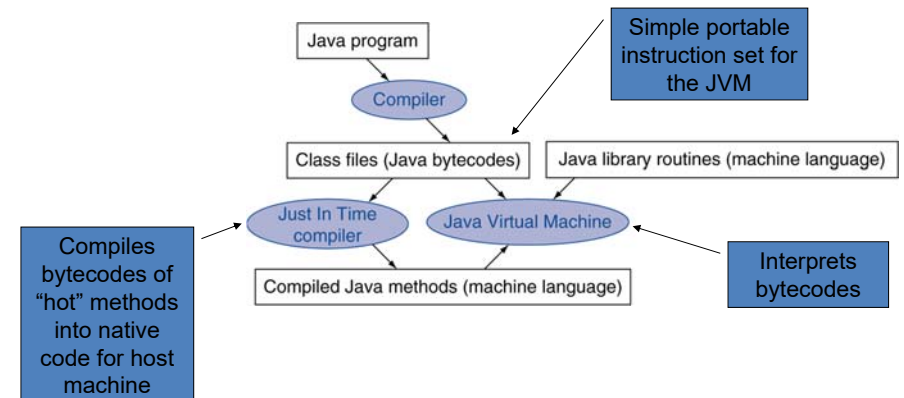 Java program
Simple portable
instruction set for
the JVM
Compiler
Class files (Java bytecodes)
Java library routines (machine language)
Just In Time
compiler
Java Virtual Machine
Compiles
bytecodes of
“hot” methods
into native
code for host
machine
Interprets
bytecodes
Compiled Java methods (machine language)